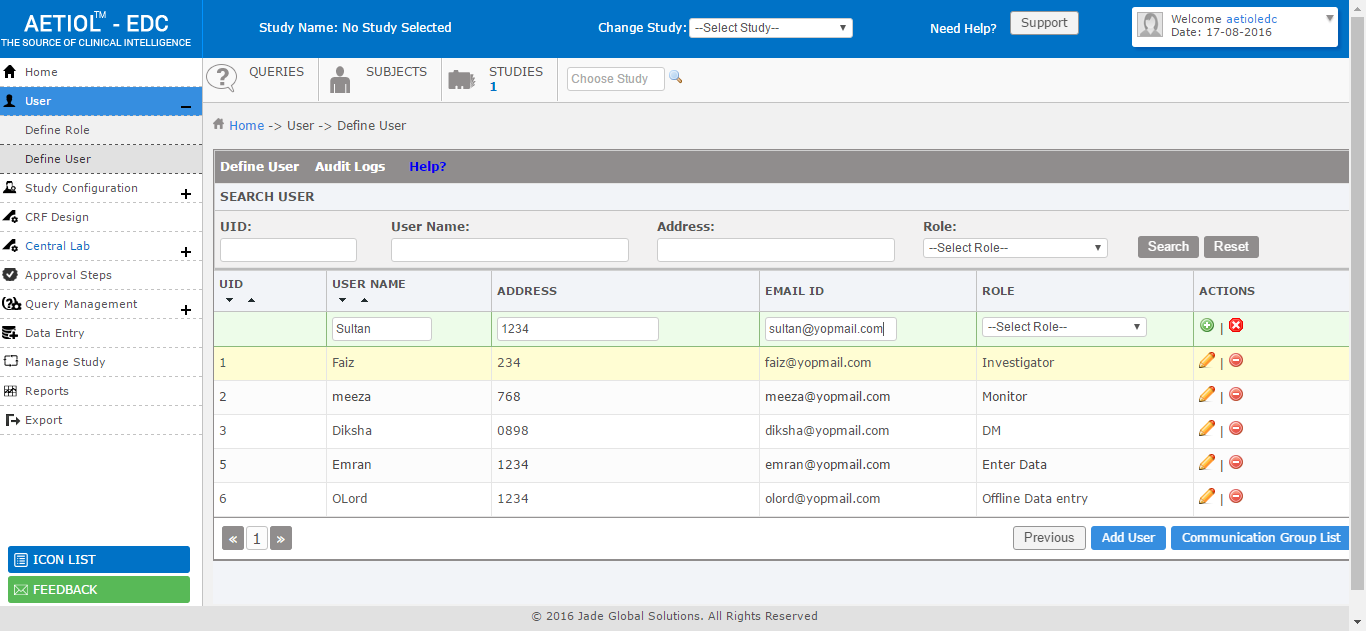 AETIOL™ - EDC
THE SOURCE OF CLINICAL INTELLIGENCE
Study Name: No Study Selected
Change Study: --Select Study--
Need Help? Support
Welcome aetioledc
Date: 17-08-2016
Home
User
Define Role
Define User
Study Configuration
CRF Design
Central Lab
Approval Steps
Query Management
Data Entry
Manage Study
Reports
Export
ICON LIST
FEEDBACK
QUERIES
SUBJECTS
STUDIES
1
Choose Study
Home -> User -> Define User
Define User Audit Logs Help?
SEARCH USER
UID: User Name: Address: Role:
--Select Role-- Search Reset
UID USER NAME ADDRESS EMAIL ID ROLE ACTIONS
Sultan 1234 sultan@yopmail.com --Select Role-- |
1 Faiz 234 faiz@yopmail.com Investigator |
2 meeza 768 meeza@yopmail.com Monitor |
3 Diksha 0898 diksha@yopmail.com DM |
5 Emran 1234 emran@yopmail.com Enter Data |
6 OLord 1234 olord@yopmail.com Offline Data entry |
« 1 » Previous Add User Communication Group List
© 2016 Jade Global Solutions. All Rights Reserved